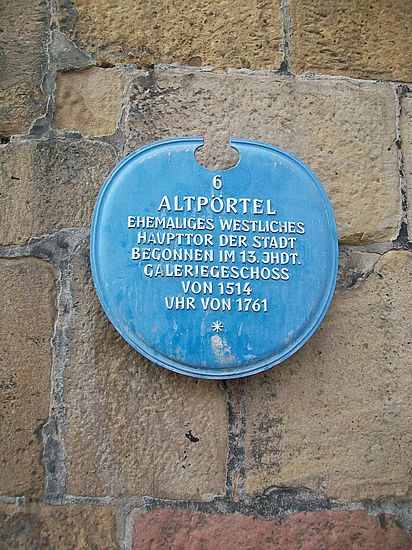 6
ALTPÖRTEL
EHEMALIGES WESTLICHES
HAUPTTOR DER STADT
BEGONNEN IM 13. JHDT.
GALERIEGESCHOSS
VON 1514
UHR VON 1761
*